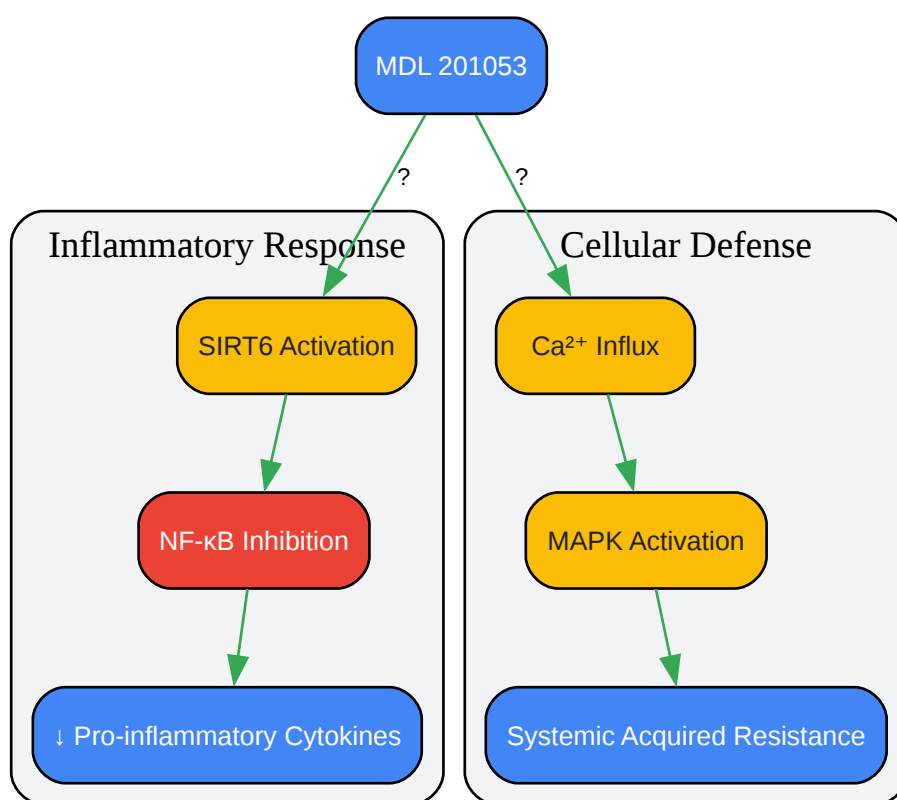 MDL 201053
?
?
Inflammatory Response
Cellular Defense
SIRT6 Activation
Ca²⁺ Influx
NF-κB Inhibition
MAPK Activation
↓ Pro-inflammatory Cytokines
Systemic Acquired Resistance